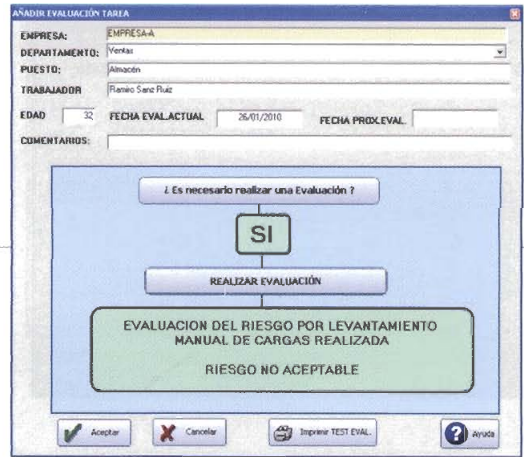 AÑADIR EVALUACIÓN TAREA
EMPRESA: EMPRESA-A
DEPARTAMENTO: Ventas
PUESTO: Almacén
TRABAJADOR Ramiro Sanz Ruiz
EDAD 32 FECHA EVAL.ACTUAL 26/01/2010 FECHA PROX.EVAL.
COMENTARIOS:
¿ Es necesario realizar una Evaluación ?
SI
REALIZAR EVALUACIÓN
EVALUACION DEL RIESGO POR LEVANTAMIENTO
MANUAL DE CARGAS REALIZADA
RIESGO NO ACEPTABLE
Aceptar Cancelar Imprimir TEST EVAL. Ayuda